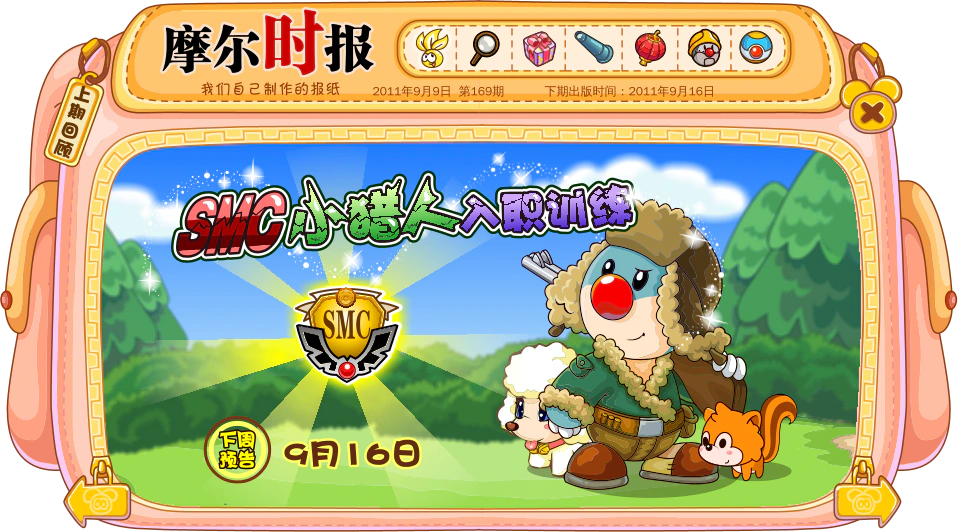 摩尔时报
我们自己制作的报纸
2011年9月9日 第169期
下期出版时间：2011年9月16日
上期回顾
SMC小猎人入职训练
SMC
下周
预告
9月16日